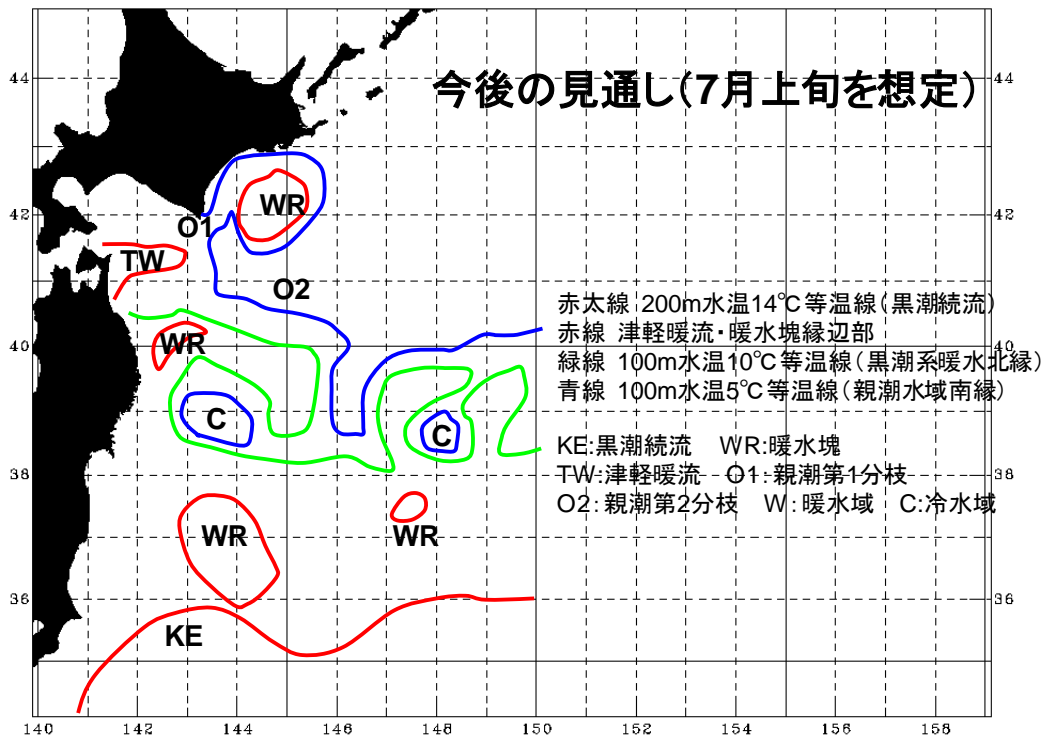 今後の見通し(7月上旬を想定)
44
44
WR
42
42
O1
TW
O2
赤太線 200m水温14℃等温線(黒潮続流)
赤線 津軽暖流・暖水塊縁辺部
40
WR
40
緑線 100m水温10℃等温線(黒潮系暖水北縁)
青線 100m水温5℃等温線(親潮水域南縁)
C
C
KE:黒潮続流 WR:暖水塊
38
TW:津軽暖流 O1:親潮第1分枝
38
O2:親潮第2分枝 W:暖水域 C:冷水域
WR
WR
36
36
KE
140 142 144 146 148 150 152 154 156 158